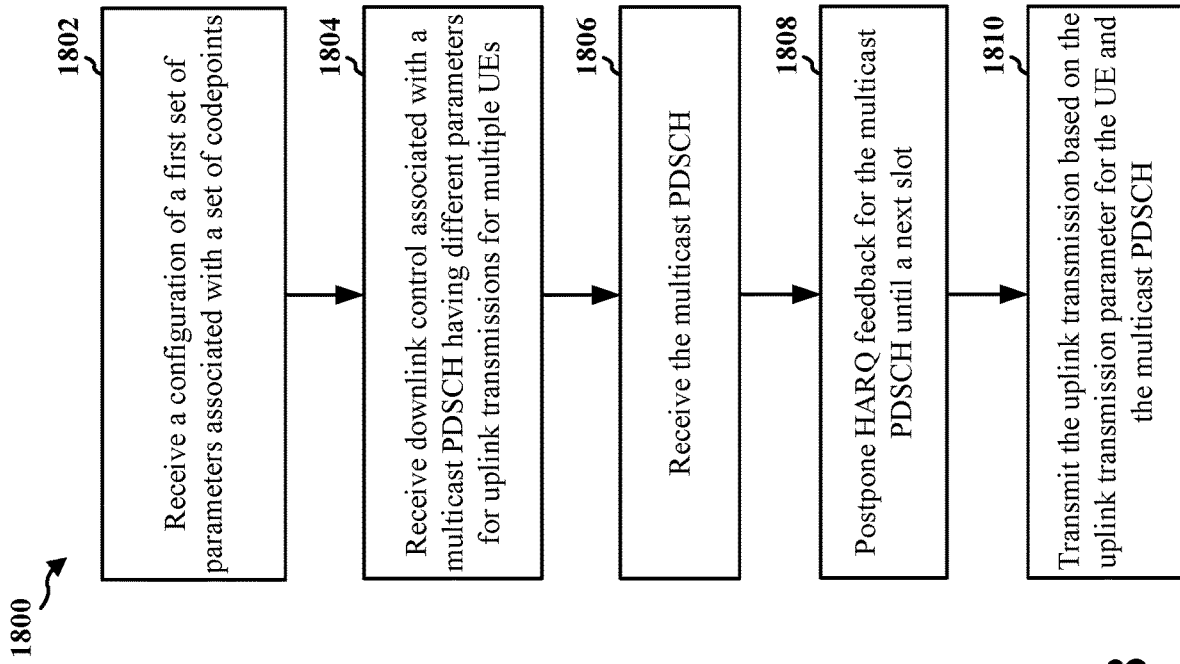 1800
1802
Receive a configuration of a first set of
parameters associated with a set of codepoints
1804
Receive downlink control associated with a
multicast PDSCH having different parameters
for uplink transmissions for multiple UEs
1806
Receive the multicast PDSCH
1808
Postpone HARQ feedback for the multicast
PDSCH until a next slot
1810
Transmit the uplink transmission based on the
uplink transmission parameter for the UE and
the multicast PDSCH